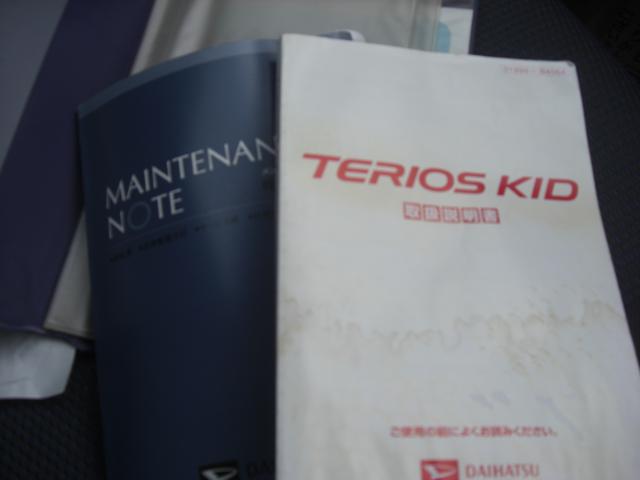 MAINTENAN
NOTE
TERIOS KID
取扱説明書
ご使用の前によくお読みください。
DAIHATSU
DA